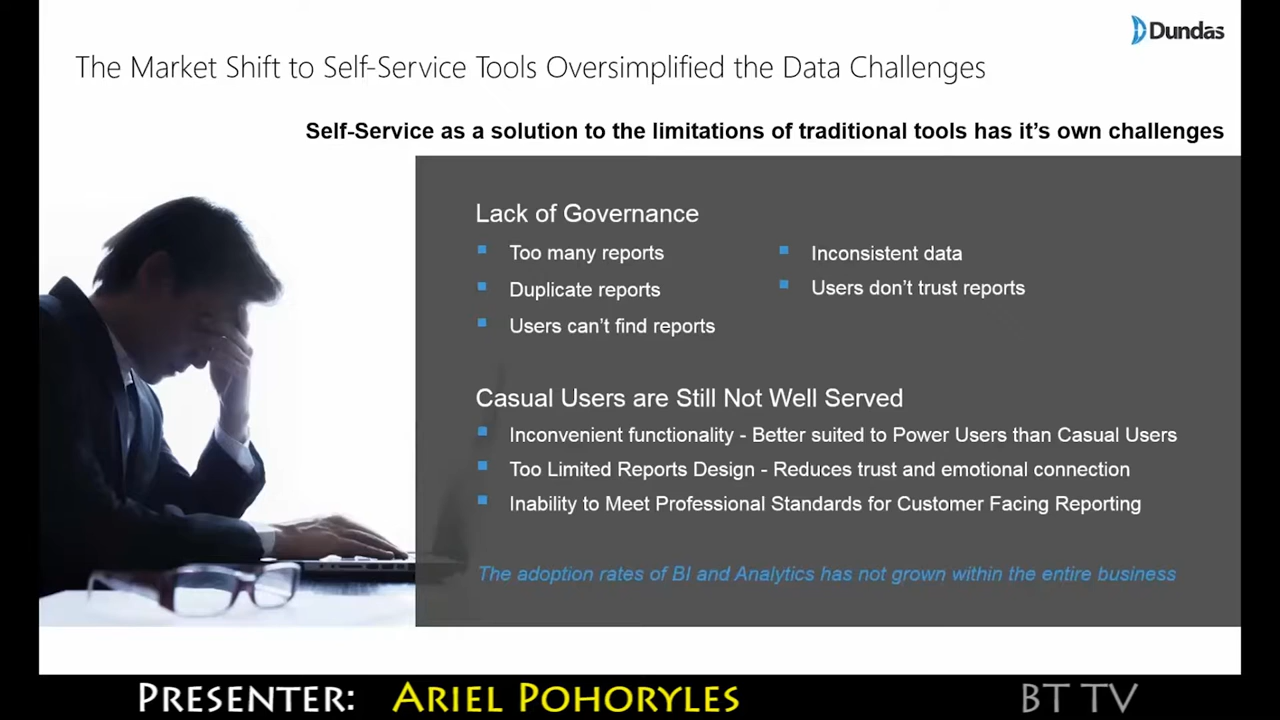 Dundas
The Market Shift to Self-Service Tools Oversimplified the Data Challenges
Self-Service as a solution to the limitations of traditional tools has it's own challenges
Lack of Governance
Too many reports
Duplicate reports
Users can't find reports
Inconsistent data
Users don't trust reports
Casual Users are Still Not Well Served
Inconvenient functionality - Better suited to Power Users than Casual Users
Too Limited Reports Design - Reduces trust and emotional connection
Inability to Meet Professional Standards for Customer Facing Reporting
The adoption rates of BI and Analytics has not grown within the entire business
PRESENTER: ARIEL POHORYLES
BT TV